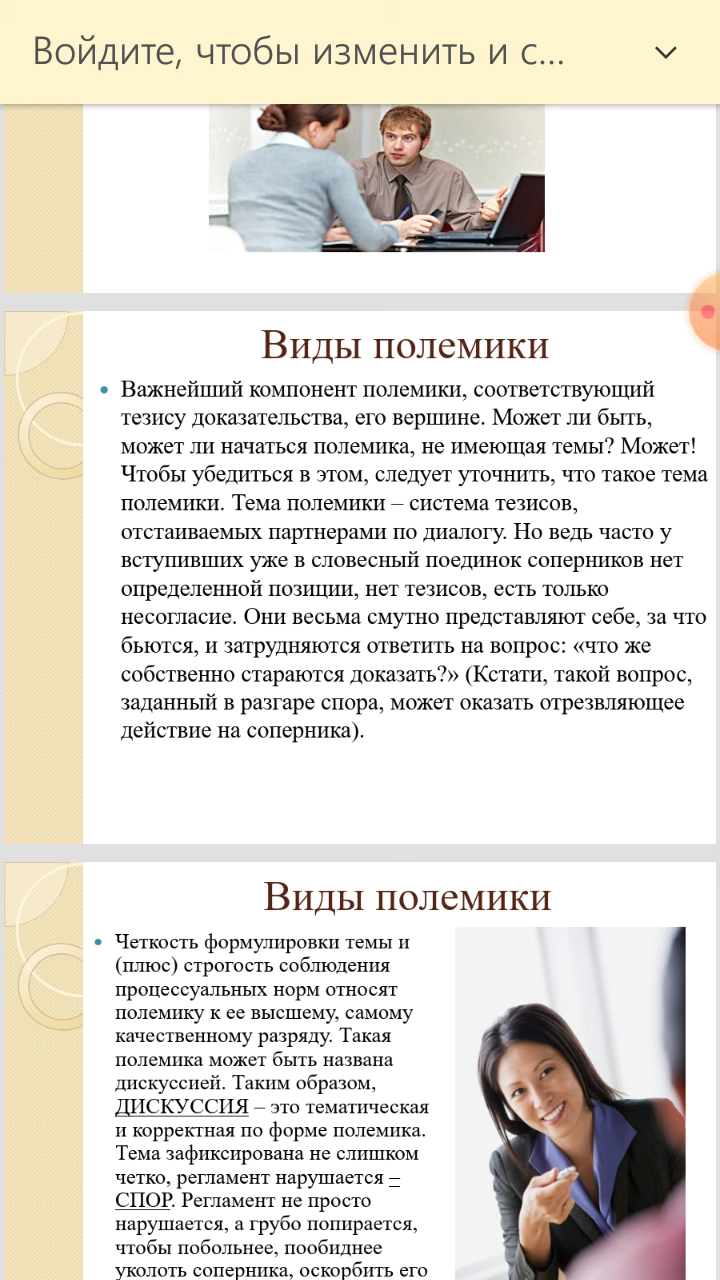 Войдите, чтобы изменить и с...
Виды полемики
• Важнейший компонент полемики, соответствующий
тезису доказательства, его вершине. Может ли быть,
может ли начаться полемика, не имеющая темы? Может!
Чтобы убедиться в этом, следует уточнить, что такое тема
полемики. Тема полемики – система тезисов,
отстаиваемых партнерами по диалогу. Но ведь часто у
вступивших уже в словесный поединок соперников нет
определенной позиции, нет тезисов, есть только
несогласие. Они весьма смутно представляют себе, за что
бьются, и затрудняются ответить на вопрос: «что же
собственно стараются доказать?» (Кстати, такой вопрос,
заданный в разгаре спора, может оказать отрезвляющее
действие на соперника).
Виды полемики
• Четкость формулировки темы и
(плюс) строгость соблюдения
процессуальных норм относят
полемику к ее высшему, самому
качественному разряду. Такая
полемика может быть названа
дискуссией. Таким образом,
ДИСКУССИЯ – это тематическая
и корректная по форме полемика.
Тема зафиксирована не слишком
четко, регламент нарушается –
СПОР. Регламент не просто
нарушается, а грубо попирается,
чтобы побольнее, пообиднее
уколоть соперника, оскорбить его